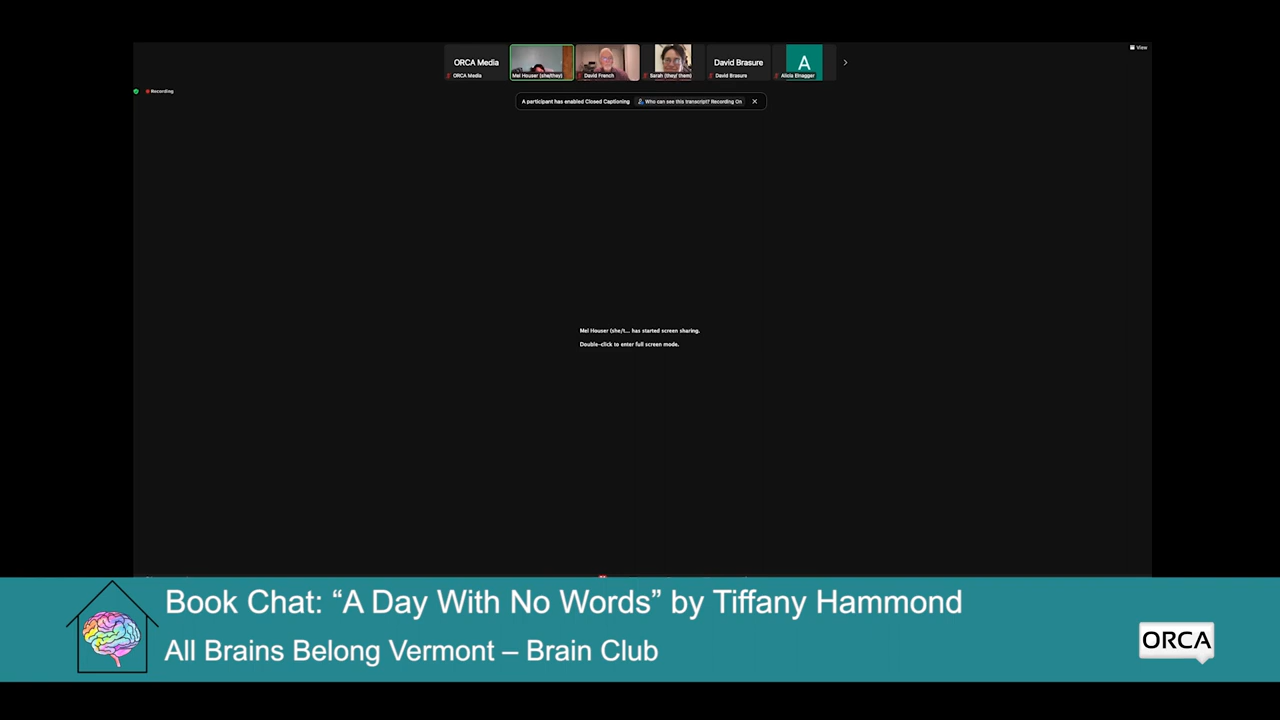 View
ORCA Media
ORCA Media
Mel Houser (she/they)
David French
Sarah (they/ them)
David Brasure
David Brasure
A
Alicia Elnagger
Recording
A participant has enabled Closed Captioning
Who can see this transcript? Recording On
Mel Houser (she/t... has started screen sharing.
Double-click to enter full screen mode.
Book Chat: “A Day With No Words” by Tiffany Hammond
All Brains Belong Vermont – Brain Club
ORCA